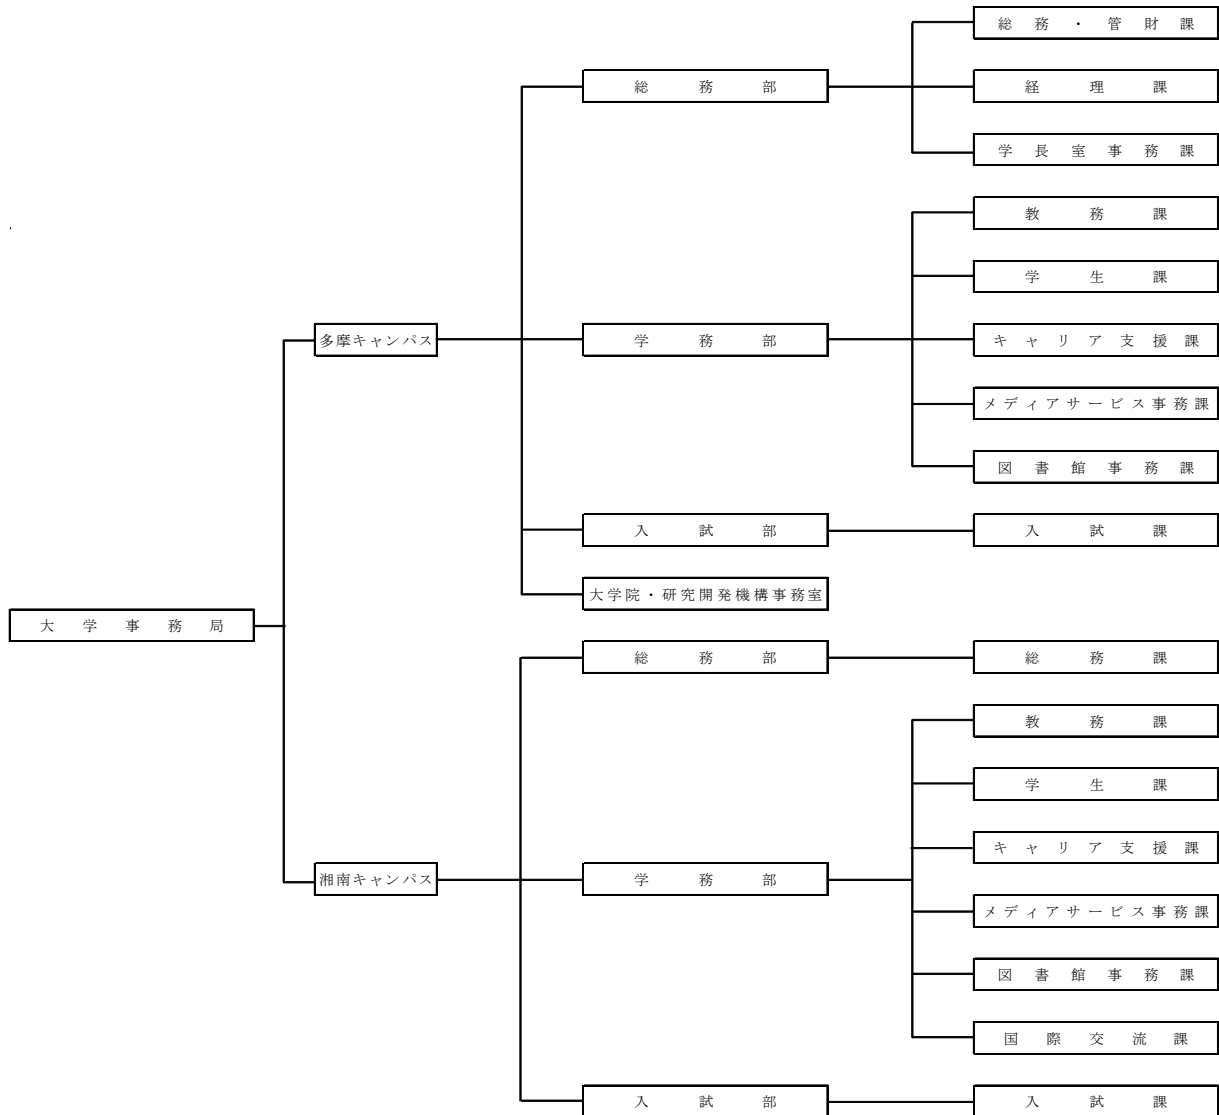 総務・管財課
総務部
経理課
学長室事務課
教務課
学生課
多摩キャンパス
学務部
キャリア支援課
メディアサービス事務課
図書館事務課
入試部
入試課
大学院・研究開発機構事務室
大学事務局
総務部
総務課
教務課
学生課
キャリア支援課
湘南キャンパス
学務部
メディアサービス事務課
図書館事務課
国際交流課
入試部
入試課